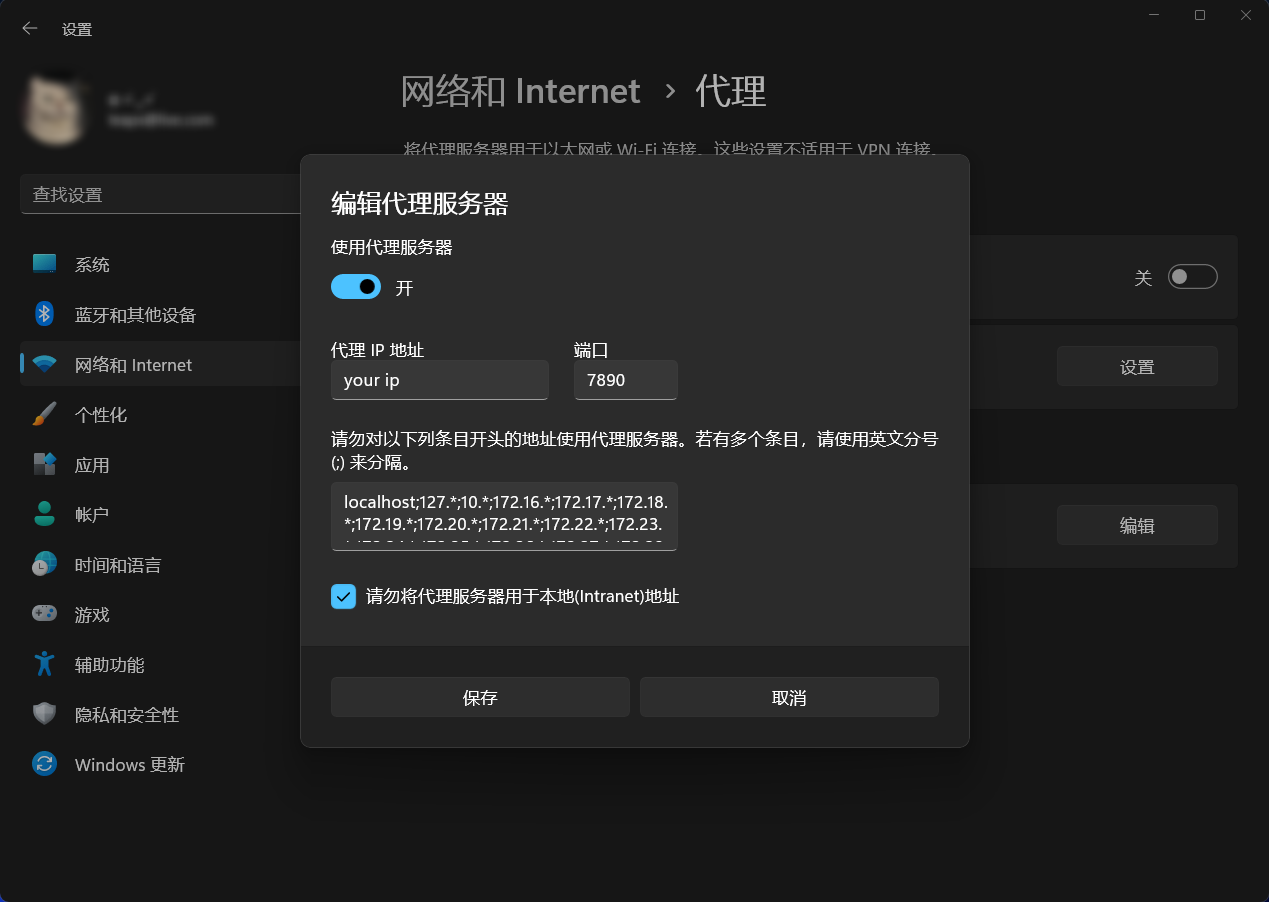 设置
网络和 Internet › 代理
将代理服务器用于以太网或 Wi-Fi 连接。这些设置不适用于 VPN 连接。
查找设置
系统
蓝牙和其他设备
网络和 Internet
个性化
应用
帐户
时间和语言
游戏
辅助功能
隐私和安全性
Windows 更新
编辑代理服务器
使用代理服务器
开
代理 IP 地址
端口
your ip
7890
请勿对以下列条目开头的地址使用代理服务器。若有多个条目，请使用英文分号
(;) 来分隔。
localhost;127.*;10.*;172.16.*;172.17.*;172.18.
*;172.19.*;172.20.*;172.21.*;172.22.*;172.23.
请勿将代理服务器用于本地(Intranet)地址
保存
取消
关
设置
编辑